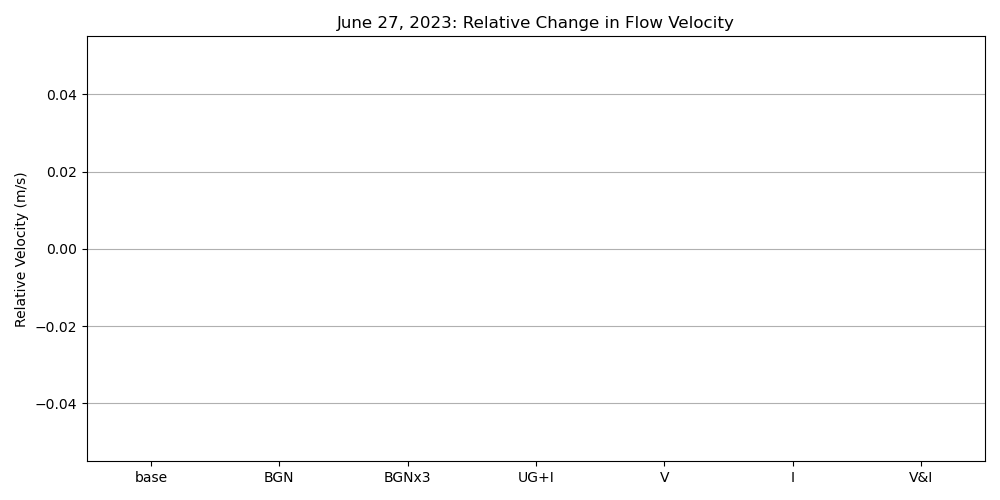 June 27, 2023: Relative Change in Flow Velocity
Relative Velocity (m/s)
0.04
0.02
0.00
−0.02
−0.04
base BGN BGNx3 UG+I V I V&I